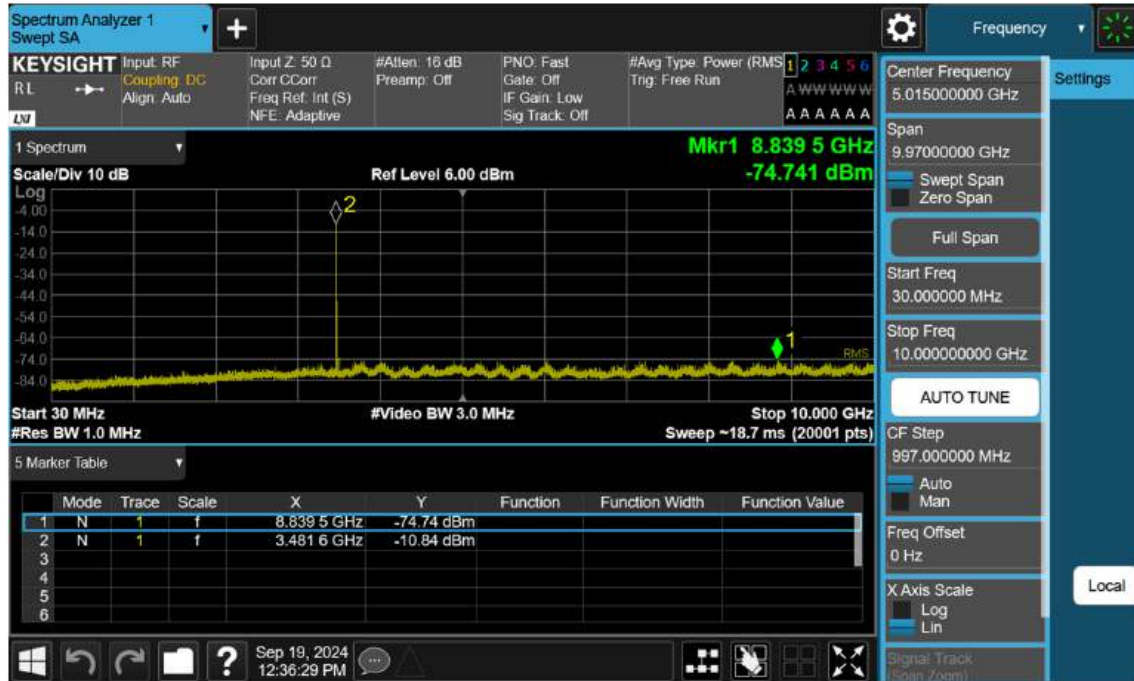 Spectrum Analyzer 1
Swept SA
Frequency
KEYSIGHT
RL
LXI
Input: RF
Coupling: DC
Align: Auto
Input Z: 50 Ω
Corr CCorr
Freq Ref: Int (S)
NFE: Adaptive
#Atten: 16 dB
Preamp: Off
PNO: Fast
Gate: Off
IF Gain: Low
Sig Track: Off
#Avg Type: Power (RMS
Trig: Free Run
1 2 3 4 5 6
A W W W W W
A A A A A A
1 Spectrum
Mkr1 8.839 5 GHz
-74.741 dBm
Scale/Div 10 dB
Ref Level 6.00 dBm
Log
-4.00
-14.0
-24.0
-34.0
-44.0
-54.0
-64.0
-74.0
-84.0
2
1
RMS
Start 30 MHz
#Video BW 3.0 MHz
Stop 10.000 GHz
#Res BW 1.0 MHz
Sweep ~18.7 ms (20001 pts)
5 Marker Table
Mode Trace Scale X Y Function Function Width Function Value
1 N 1 f 8.839 5 GHz -74.74 dBm
2 N 1 f 3.481 6 GHz -10.84 dBm
3
4
5
6
?
Sep 19, 2024
12:36:29 PM
Center Frequency
5.015000000 GHz
Span
9.97000000 GHz
Swept Span
Zero Span
Full Span
Start Freq
30.000000 MHz
Stop Freq
10.000000000 GHz
AUTO TUNE
CF Step
997.000000 MHz
Auto
Man
Freq Offset
0 Hz
X Axis Scale
Log
Lin
Signal Track
(Span Zoom)
Settings
Local